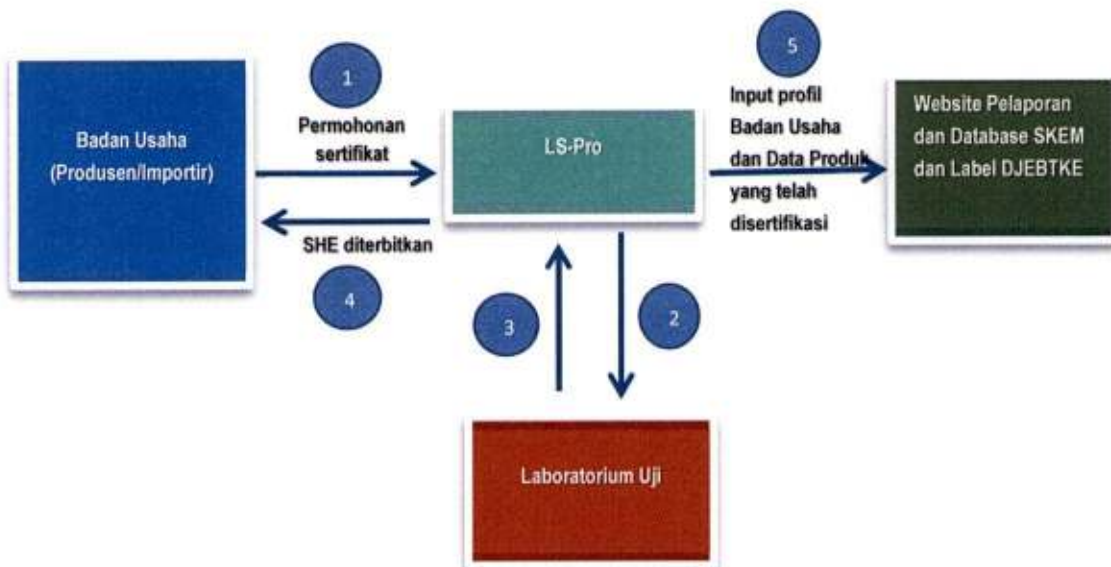 1
Permohonan
sertifikat
Badan Usaha
(Produsen/Importir)
SHE diterbitkan
4
LS-Pro
3
2
Laboratorium Uji
5
Input profil
Badan Usaha
dan Data Produk
yang telah
disertifikasi
Website Pelaporan
dan Database SKEM
dan Label DJEBTKE